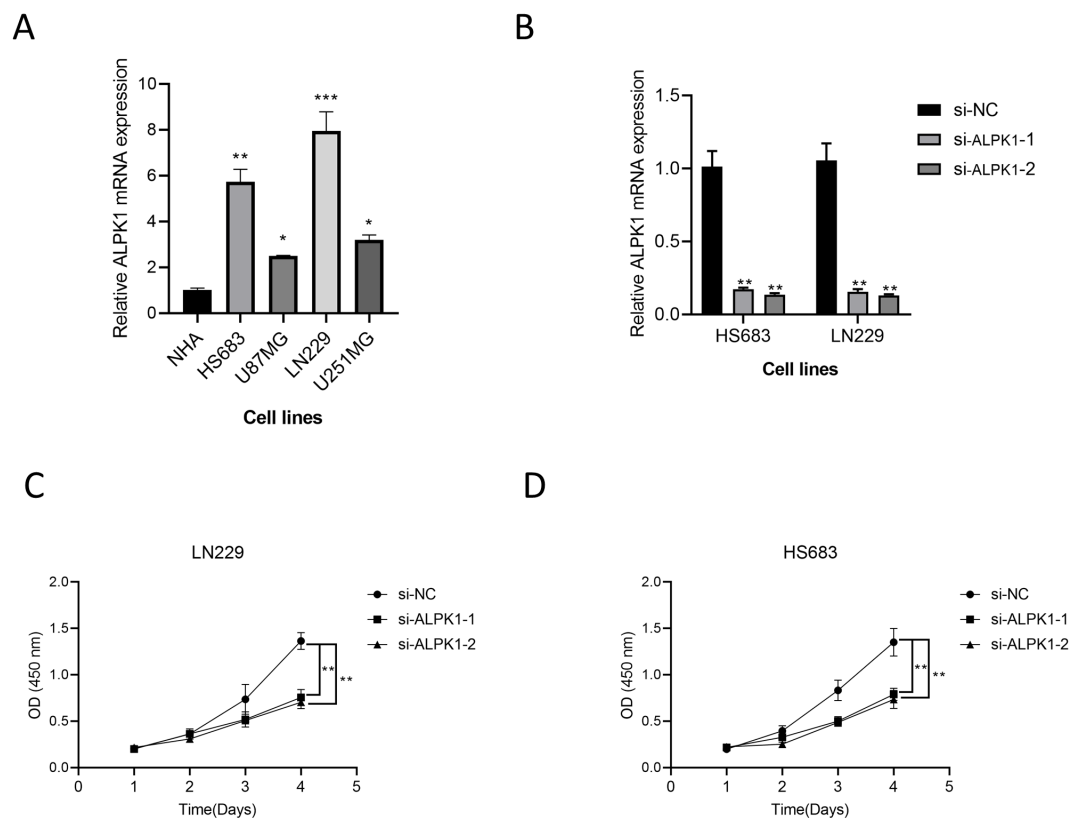 A
Relative ALPK1 mRNA expression
10
8
6
4
2
0
**
*
***
*
NHA
HS683
U87MG
LN229
U251MG
Cell lines
B
Relative ALPK1 mRNA expression
1.5
1.0
0.5
0.0
** **
** **
HS683
LN229
Cell lines
si-NC
si-ALPK1-1
si-ALPK1-2
C
LN229
OD (450 nm)
2.0
1.5
1.0
0.5
0.0
0 1 2 3 4 5
Time(Days)
si-NC
si-ALPK1-1
si-ALPK1-2
**
**
D
HS683
OD (450 nm)
2.0
1.5
1.0
0.5
0.0
0 1 2 3 4 5
Time(Days)
si-NC
si-ALPK1-1
si-ALPK1-2
**
**